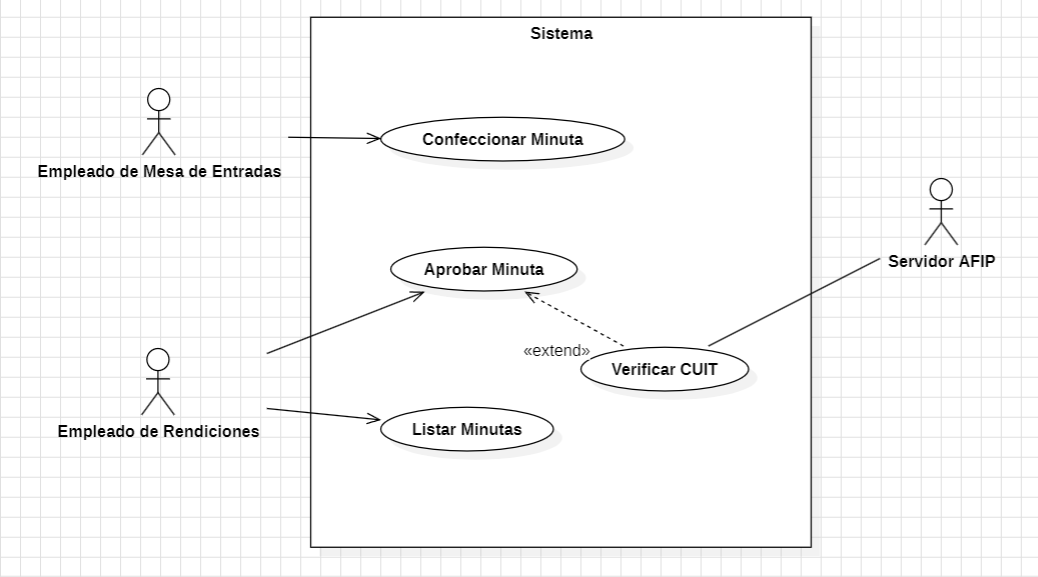 Sistema
Confeccionar Minuta
Empleado de Mesa de Entradas
Servidor AFIP
Aprobar Minuta
«extend»
Verificar CUIT
Empleado de Rendiciones
Listar Minutas